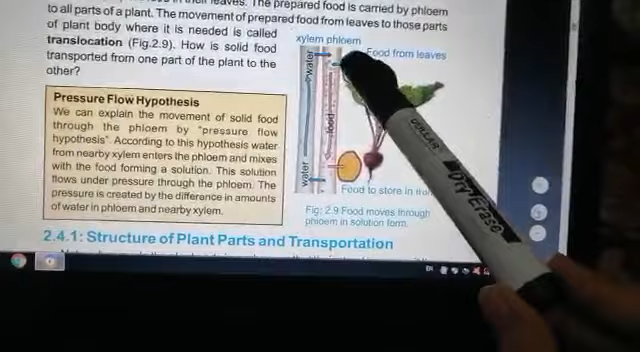 their leaves. The prepared food is carried by phloem
to all parts of a plant. The movement of prepared food from leaves to those parts
of plant body where it is needed is called
translocation (Fig.2.9). How is solid food
transported from one part of the plant to the
other?
Pressure Flow Hypothesis
We can explain the movement of solid food
through the phloem by "pressure flow
hypothesis". According to this hypothesis water
from nearby xylem enters the phloem and mixes
with the food forming a solution. This solution
flows under pressure through the phloem. The
pressure is created by the difference in amounts
of water in phloem and nearby xylem.
xylem phloem
Food from leaves
water
food
water
Food to store in
Fig: 2.9 Food moves through
phloem in solution form.
2.4.1: Structure of Plant Parts and Transportation
DOLLAR
Dry Erase
EN